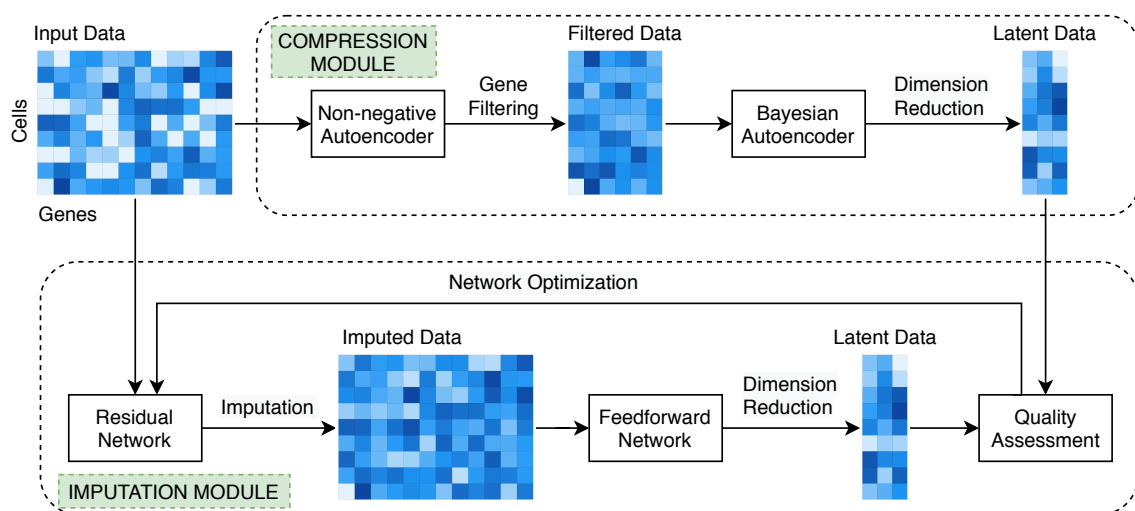 Input Data
COMPRESSION
MODULE
Filtered Data
Latent Data
Cells
Non-negative
Autoencoder
Gene
Filtering
Bayesian
Autoencoder
Dimension
Reduction
Genes
Network Optimization
Imputed Data
Latent Data
Residual
Network
Imputation
Feedforward
Network
Dimension
Reduction
Quality
Assessment
IMPUTATION MODULE